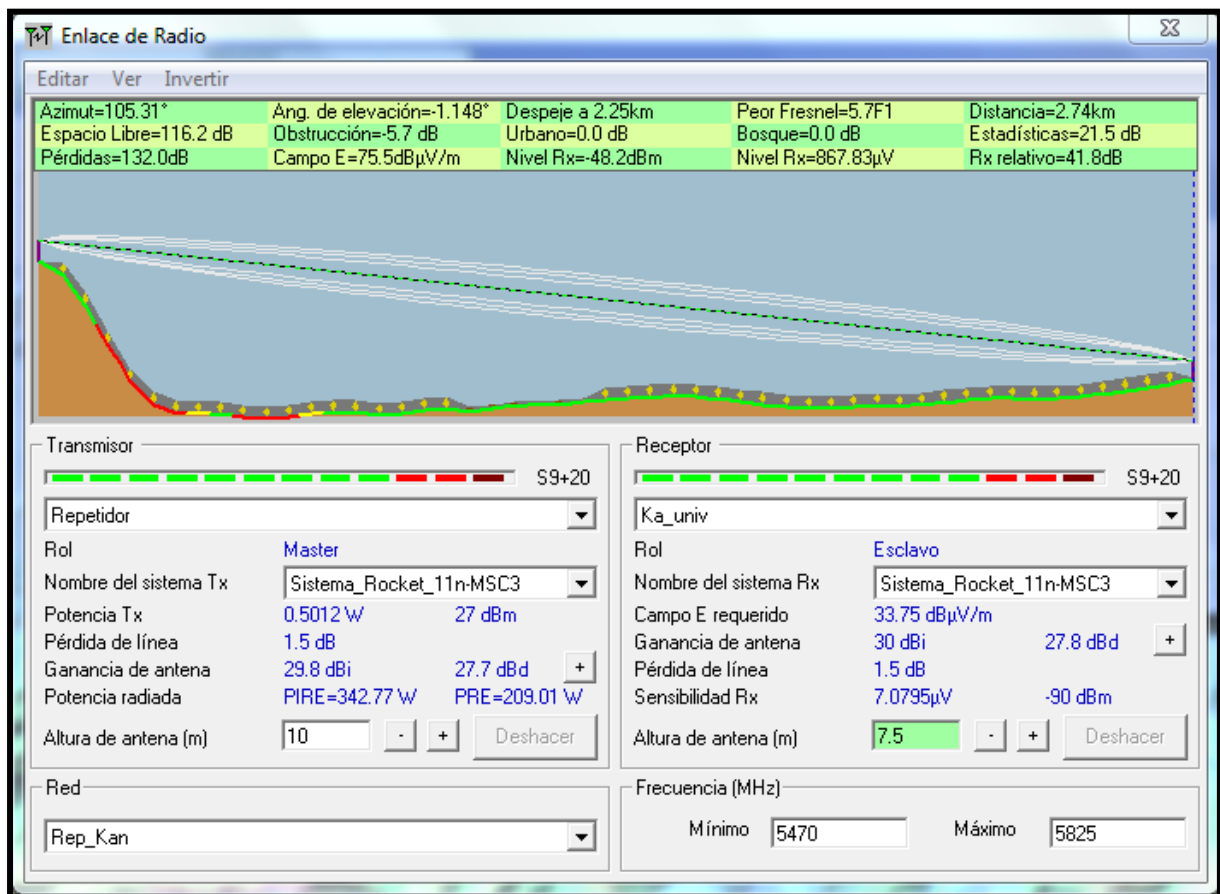 Enlace de Radio
Editar Ver Invertir
Azimut=105.31° Ang. de elevación=-1.148° Despeje a 2.25km Peor Fresnel=5.7F1 Distancia=2.74km
Espacio Libre=116.2 dB Obstrucción=-5.7 dB Urbano=0.0 dB Bosque=0.0 dB Estadísticas=21.5 dB
Pérdidas=132.0dB Campo E=75.5dBµV/m Nivel Rx=-48.2dBm Nivel Rx=867.83µV Rx relativo=41.8dB
Transmisor
S9+20
Repetidor
Rol Master
Nombre del sistema Tx Sistema_Rocket_11n-MSC3
Potencia Tx 0.5012 W 27 dBm
Pérdida de línea 1.5 dB
Ganancia de antena 29.8 dBi 27.7 dBd +
Potencia radiada PIRE=342.77 W PRE=209.01 W
Altura de antena (m) 10 - + Deshacer
Receptor
S9+20
Ka_univ
Rol Esclavo
Nombre del sistema Rx Sistema_Rocket_11n-MSC3
Campo E requerido 33.75 dBµV/m
Ganancia de antena 30 dBi 27.8 dBd +
Pérdida de línea 1.5 dB
Sensibilidad Rx 7.0795µV -90 dBm
Altura de antena (m) 7.5 - + Deshacer
Red
Rep_Kan
Frecuencia (MHz)
Mínimo 5470 Máximo 5825